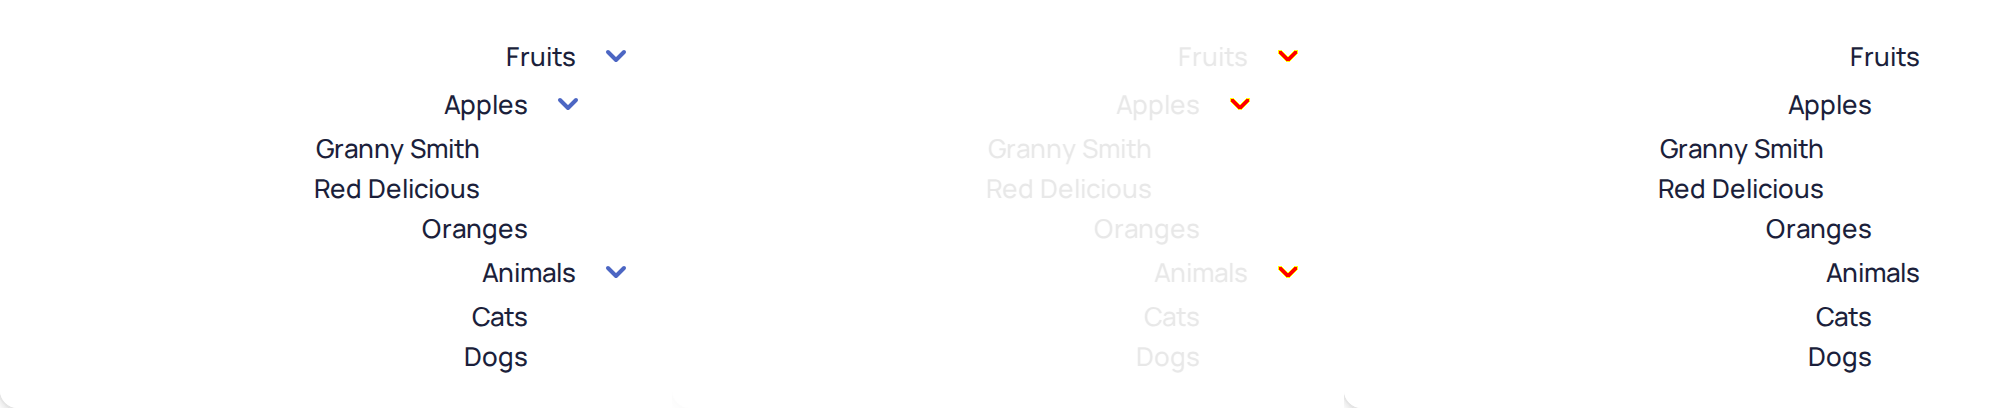 Fruits
Apples
Granny Smith
Red Delicious
Oranges
Animals
Cats
Dogs
Fruits
Apples
Granny Smith
Red Delicious
Oranges
Animals
Cats
Dogs
Fruits
Apples
Granny Smith
Red Delicious
Oranges
Animals
Cats
Dogs